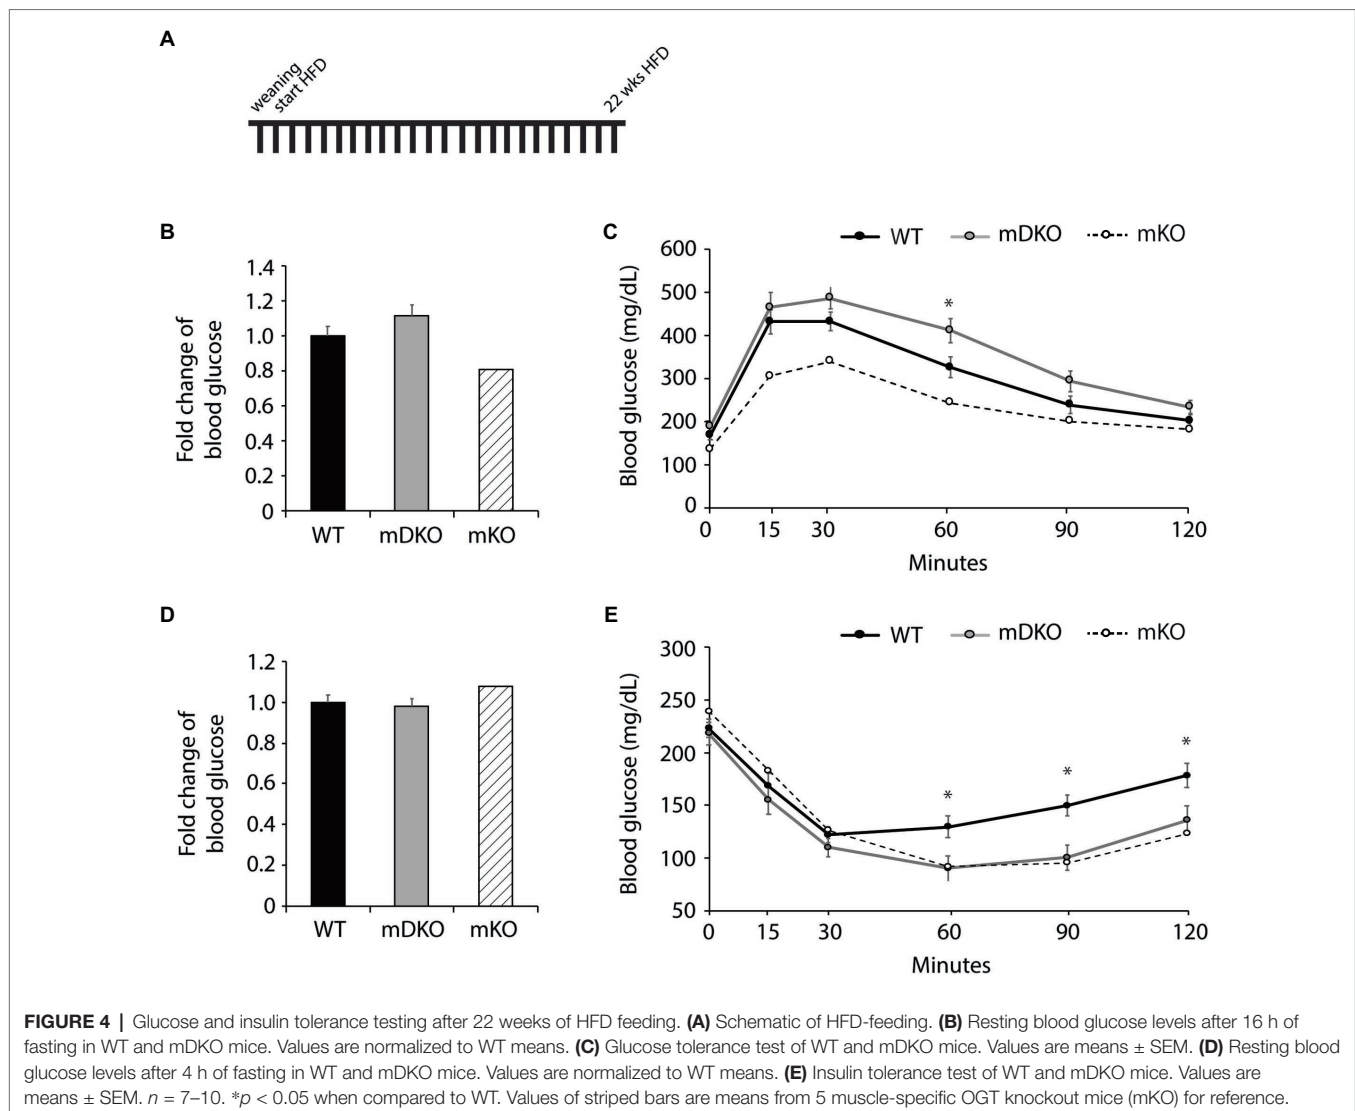 A
weaning
start HFD
22 wks HFD
B
Fold change of
blood glucose
1.4
1.2
1.0
0.8
0.6
0.4
0.2
0
WT
mDKO
mKO
C
WT
mDKO
mKO
Blood glucose (mg/dL)
600
500
400
300
200
100
0
*
0
15
30
60
90
120
Minutes
D
Fold change of
blood glucose
1.2
1.0
0.8
0.6
0.4
0.2
0
WT
mDKO
mKO
E
WT
mDKO
mKO
Blood glucose (mg/dL)
300
250
200
150
100
50
*
*
*
0
15
30
60
90
120
Minutes
FIGURE 4 | Glucose and insulin tolerance testing after 22 weeks of HFD feeding. (A) Schematic of HFD-feeding. (B) Resting blood glucose levels after 16 h of
fasting in WT and mDKO mice. Values are normalized to WT means. (C) Glucose tolerance test of WT and mDKO mice. Values are means ± SEM. (D) Resting blood
glucose levels after 4 h of fasting in WT and mDKO mice. Values are normalized to WT means. (E) Insulin tolerance test of WT and mDKO mice. Values are
means ± SEM. n = 7–10. *p < 0.05 when compared to WT. Values of striped bars are means from 5 muscle-specific OGT knockout mice (mKO) for reference.